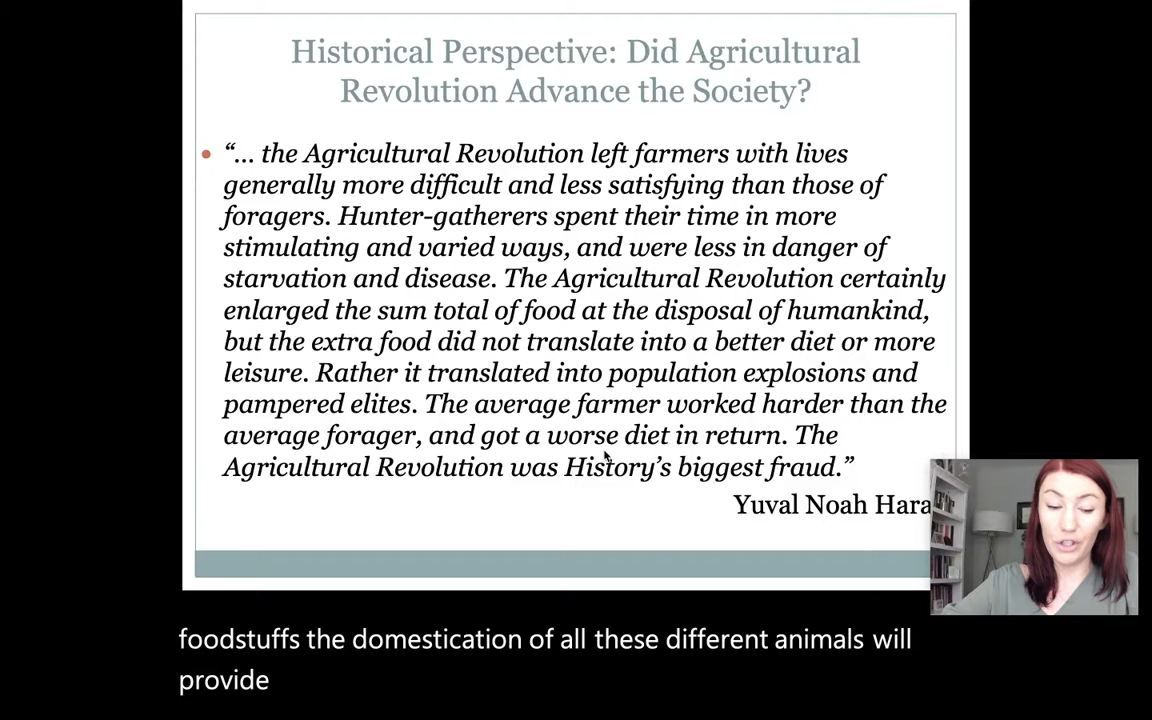 Historical Perspective: Did Agricultural
Revolution Advance the Society?
• “... the Agricultural Revolution left farmers with lives
generally more difficult and less satisfying than those of
foragers. Hunter-gatherers spent their time in more
stimulating and varied ways, and were less in danger of
starvation and disease. The Agricultural Revolution certainly
enlarged the sum total of food at the disposal of humankind,
but the extra food did not translate into a better diet or more
leisure. Rather it translated into population explosions and
pampered elites. The average farmer worked harder than the
average forager, and got a worse diet in return. The
Agricultural Revolution was History’s biggest fraud.”
Yuval Noah Hara
foodstuffs the domestication of all these different animals will
provide